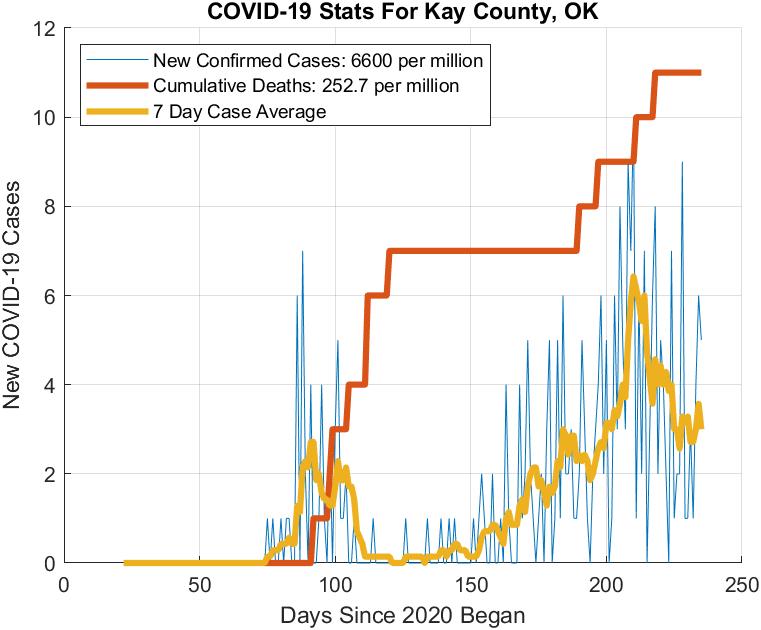 COVID-19 Stats For Kay County, OK
12
10
8
6
4
2
0
New COVID-19 Cases
New Confirmed Cases: 6600 per million
Cumulative Deaths: 252.7 per million
7 Day Case Average
0 50 100 150 200 250
Days Since 2020 Began